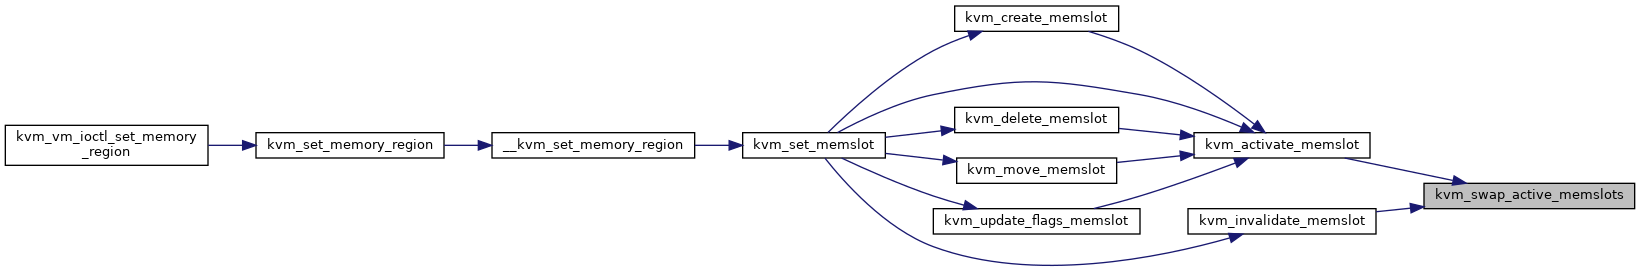 kvm_vm_ioctl_set_memory
_region
kvm_set_memory_region
__kvm_set_memory_region
kvm_set_memslot
kvm_create_memslot
kvm_delete_memslot
kvm_move_memslot
kvm_update_flags_memslot
kvm_activate_memslot
kvm_invalidate_memslot
kvm_swap_active_memslots